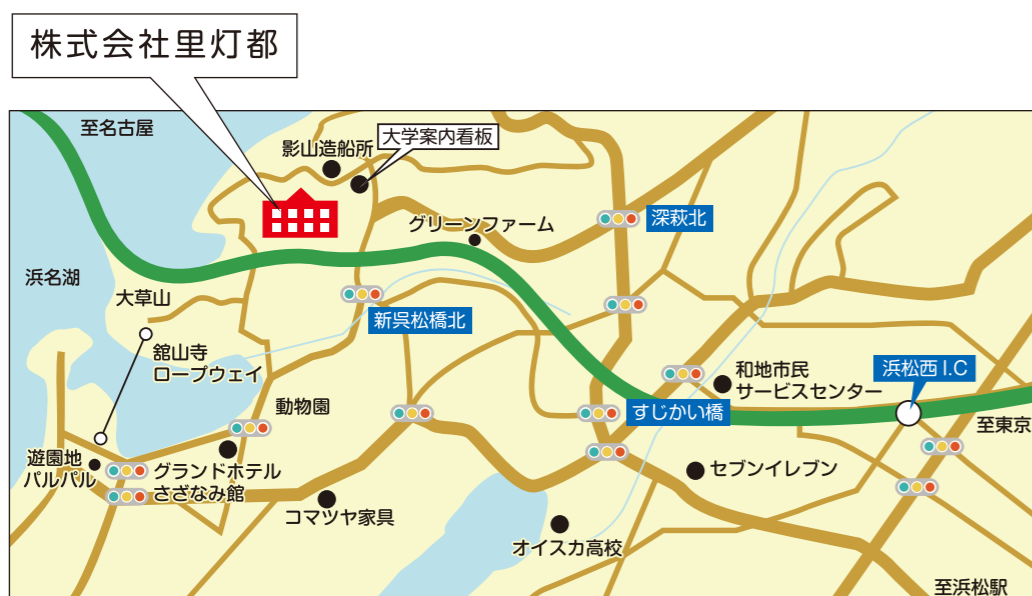 株式会社里灯都
至名古屋
大学案内看板
影山造船所
深萩北
グリーンファーム
浜名湖
大草山
新呉松橋北
舘山寺
ロープウェイ
和地市民
サービスセンター
浜松西I.C
動物園
すじかい橋
至東京
遊園地
パルパル
グランドホテル
さざなみ館
セブンイレブン
コマツヤ家具
オイスカ高校
至浜松駅